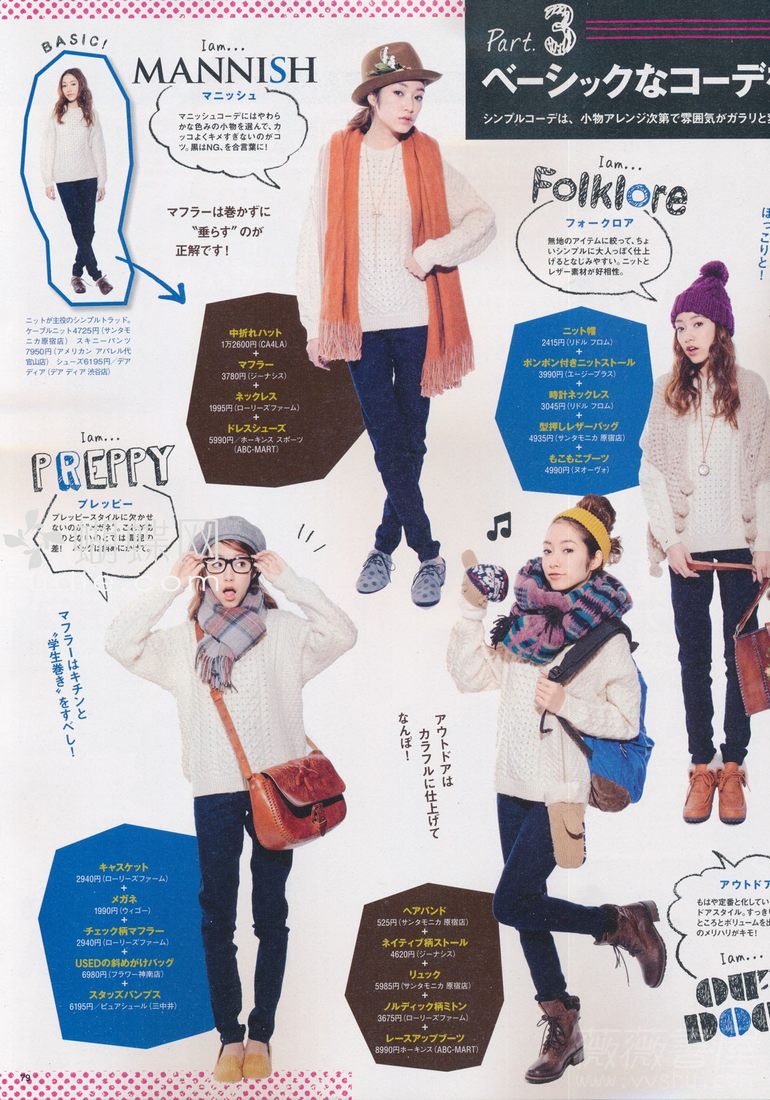 BASIC!
I am...
MANNISH
マニッシュ
マニッシュコーデにはやわら
かな色みの小物を選んで、カ
ッコよくキメすぎないのがコ
ツ。黒はNG、を合言葉に!
マフラーは巻かずに
"垂らす"のが
正解です!
Part.3
ベーシックなコーデ
シンプルコーデは、小物アレンジ次第で雰囲気がガラリと
I am...
Folklore
フォークロア
無地のアイテムに絞って、ちょ
いシンプルに大人っぽく仕上
げるとなじみやすい。ニットと
レザー素材が好相性。
ほっこりと!
ニットが主役のシンプルトラッド。
ケーブルニット4725円(サンタモ
ニカ原宿店) スキニーパンツ
7950円(アメリカン アパレル代
官山店) シューズ6195円/デア
ディア(デア ディア 渋谷店)
中折れハット
1万2600円(CA4LA)
+
マフラー
3780円(ジーナシス)
+
ネックレス
1995円(ローリーズファーム)
+
ドレスシューズ
5990円/ホーキンス スポーツ
(ABC-MART)
ニット帽
2415円(リドル フロム)
+
ポンポン付きニットストール
3990円(エージープラス)
+
時計ネックレス
3045円(リドル フロム)
+
型押しレザーバッグ
4935円(サンタモニカ 原宿店)
+
もこもこブーツ
4990円(ヌオーヴォ)
I am...
PREPPY
プレッピー
プレッピースタイルに欠かせ
ないのが"メガネ"。これがある
のとないのとでは
差!
マフラーはキチンと
"学生巻き"をすべし!
アウトドアは
カラフルに仕上げて
なんぼ!
キャスケット
2940円(ローリーズファーム)
+
メガネ
1990円(ウィゴー)
+
チェック柄マフラー
2940円(ローリーズファーム)
+
USEDの斜めがけバッグ
6980円(フラワー神南店)
+
スタッズパンプス
6195円/ピュアシュール(三中井)
ヘアバンド
525円(サンタモニカ 原宿店)
+
ネイティブ柄ストール
4620円(ジーナシス)
+
リュック
5985円(サンタモニカ 原宿店)
+
ノルディック柄ミトン
3675円(ローリーズファーム)
+
レースアップブーツ
8990円ホーキンス(ABC-MART)
アウトドア
もはや定番と化してい
ドアスタイル。すっきり
ところとボリュームを出
のメリハリがキモ!
I am...
OUT
DOO
79